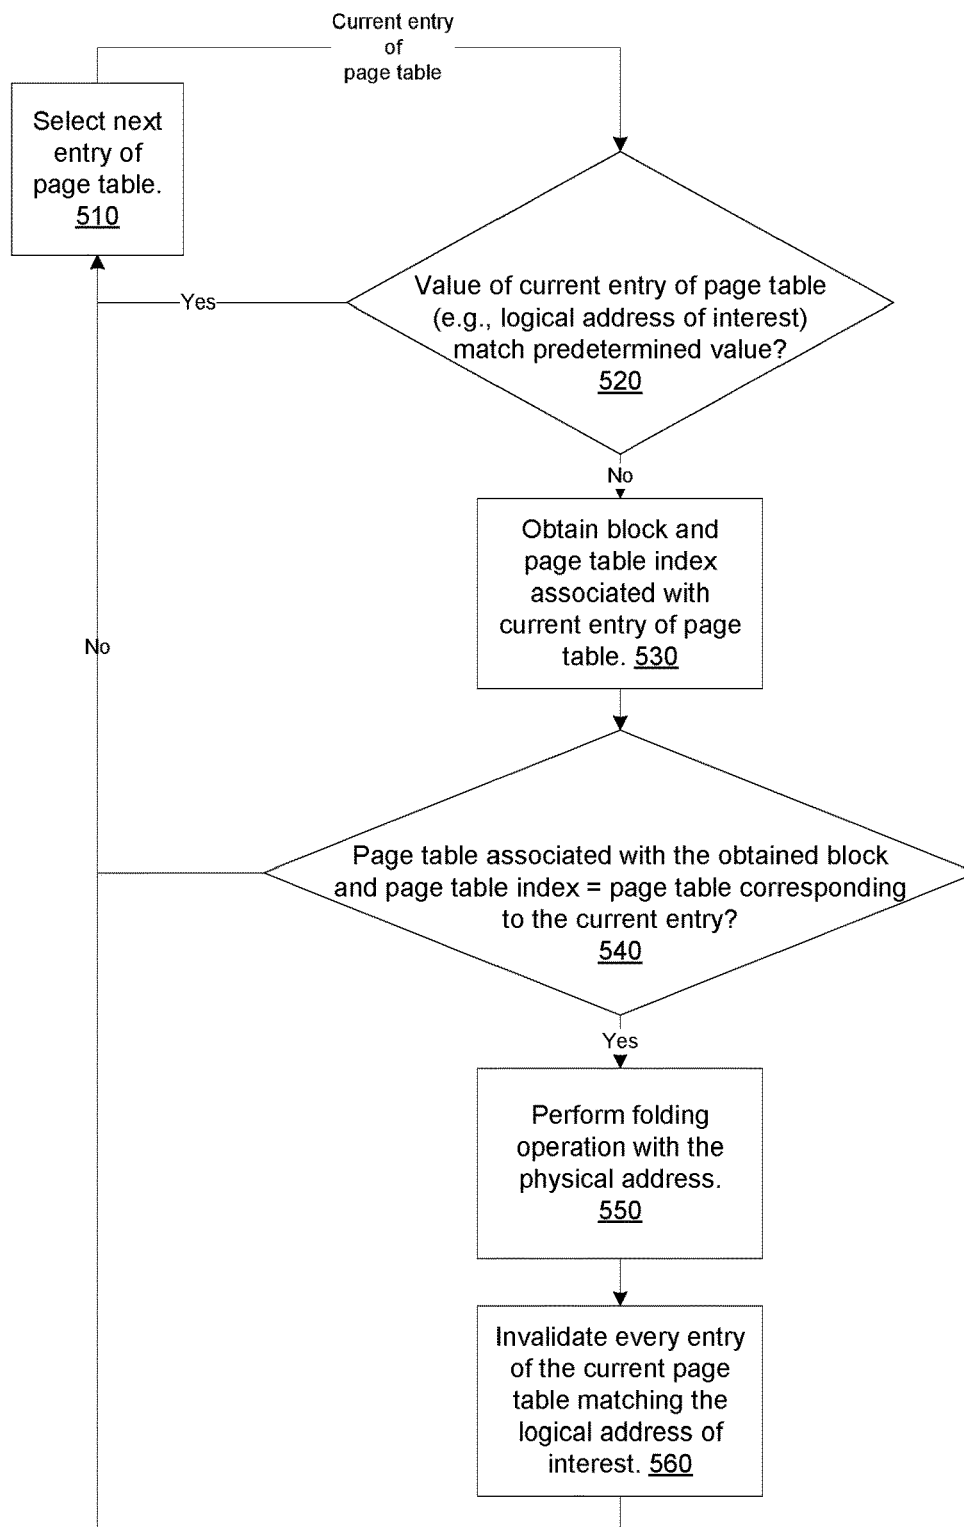 Current entry
of
page table
Select next
entry of
page table.
510
Value of current entry of page table
(e.g., logical address of interest)
match predetermined value?
520
Yes
No
Obtain block and
page table index
associated with
current entry of page
table. 530
No
Page table associated with the obtained block
and page table index = page table corresponding
to the current entry?
540
Yes
Perform folding
operation with the
physical address.
550
Invalidate every entry
of the current page
table matching the
logical address of
interest. 560